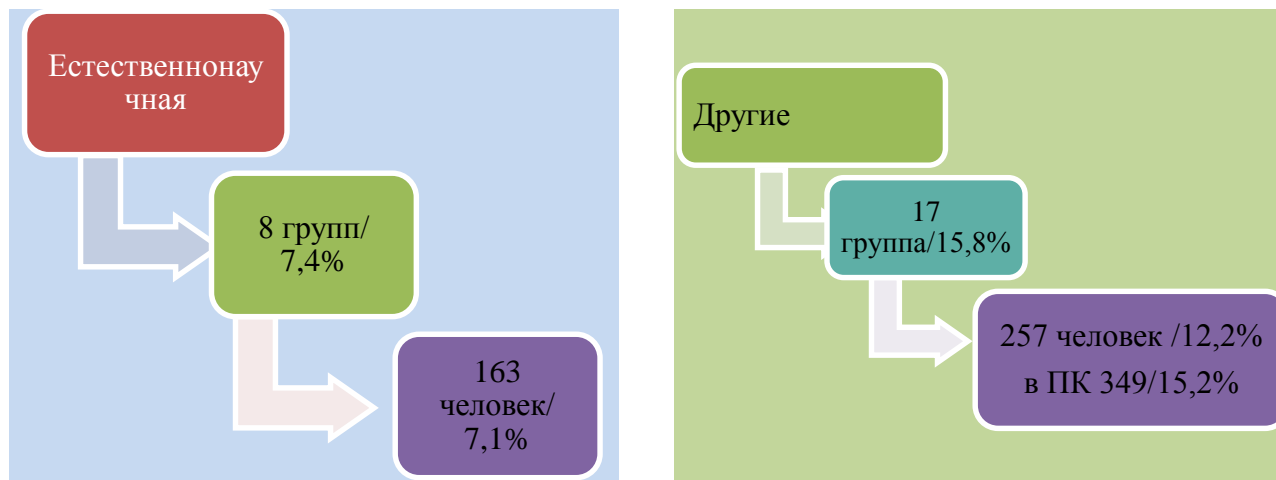 Естественнонау
чная
8 групп/
7,4%
163
человек/
7,1%
Другие
17
группа/15,8%
257 человек /12,2%
в ПК 349/15,2%